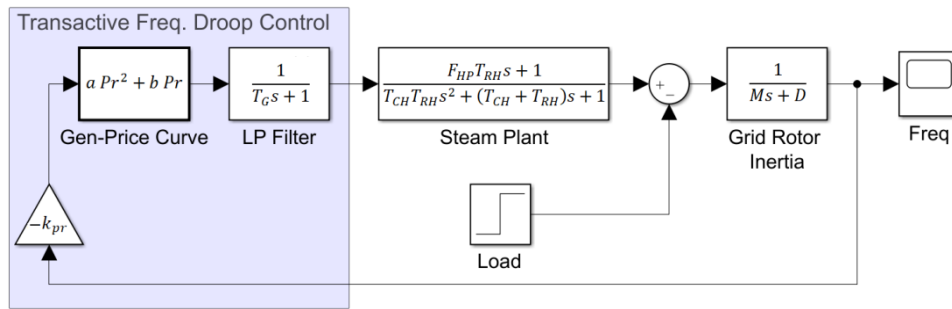 Transactive Freq. Droop Control
a Pr² + b Pr
Gen-Price Curve
1
T_G s + 1
LP Filter
F_HP T_RH s + 1
T_CH T_RH s² + (T_CH + T_RH)s + 1
Steam Plant
+
−
1
Ms + D
Grid Rotor
Inertia
Freq
−k_pr
Load